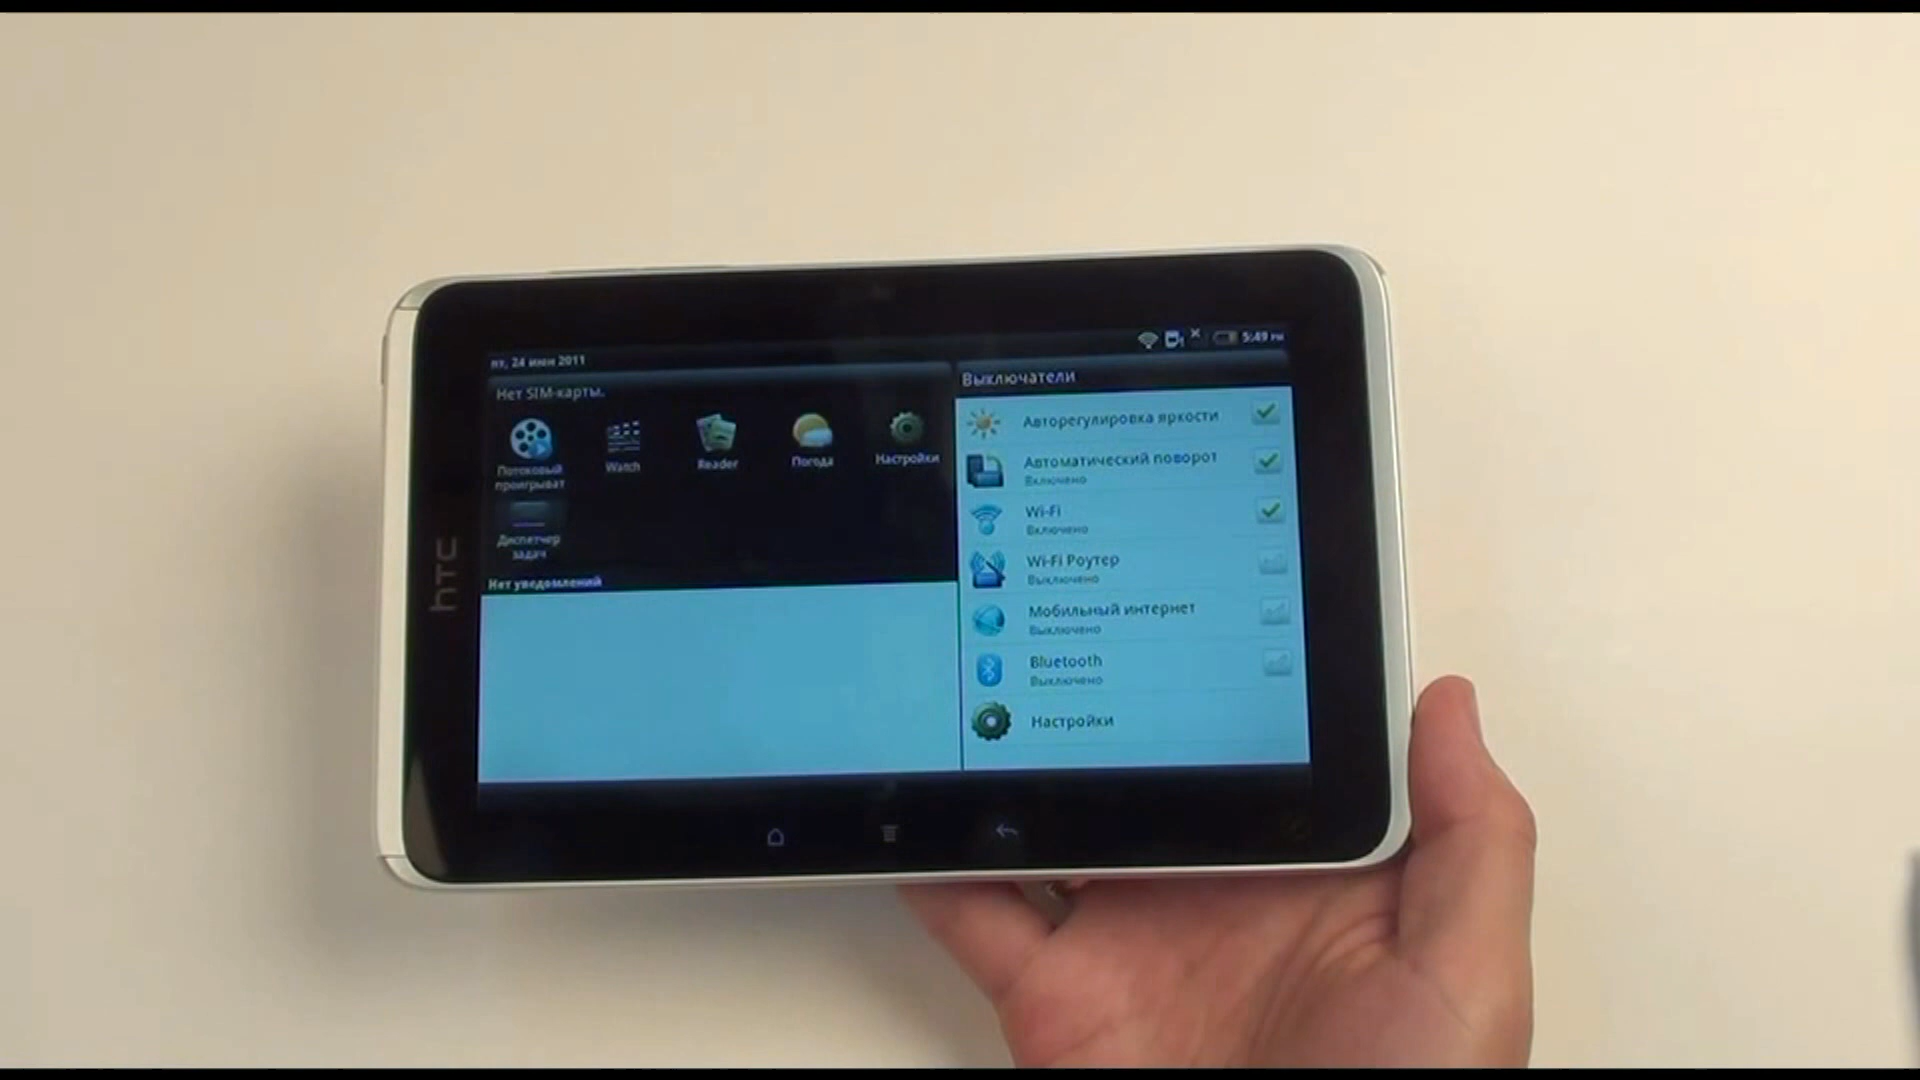 hTC
пт, 24 июн 2011
5:49 PM
Нет SIM-карты.
Потоковый
проигрыват
Watch
Reader
Погода
Настройки
Диспетчер
задач
Нет уведомлений
Выключатели
Авторегулировка яркости
Автоматический поворот
Включено
Wi-Fi
Включено
Wi-Fi Роутер
Выключено
Мобильный интернет
Выключено
Bluetooth
Выключено
Настройки